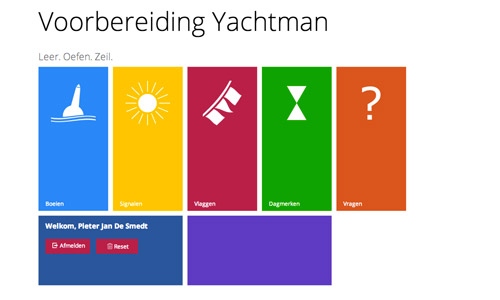 Voorbereiding Yachtman
Leer. Oefen. Zeil.
?
Boeien
Signalen
Vlaggen
Dagmerken
Vragen
Welkom, Pieter Jan De Smedt
Afmelden
Reset